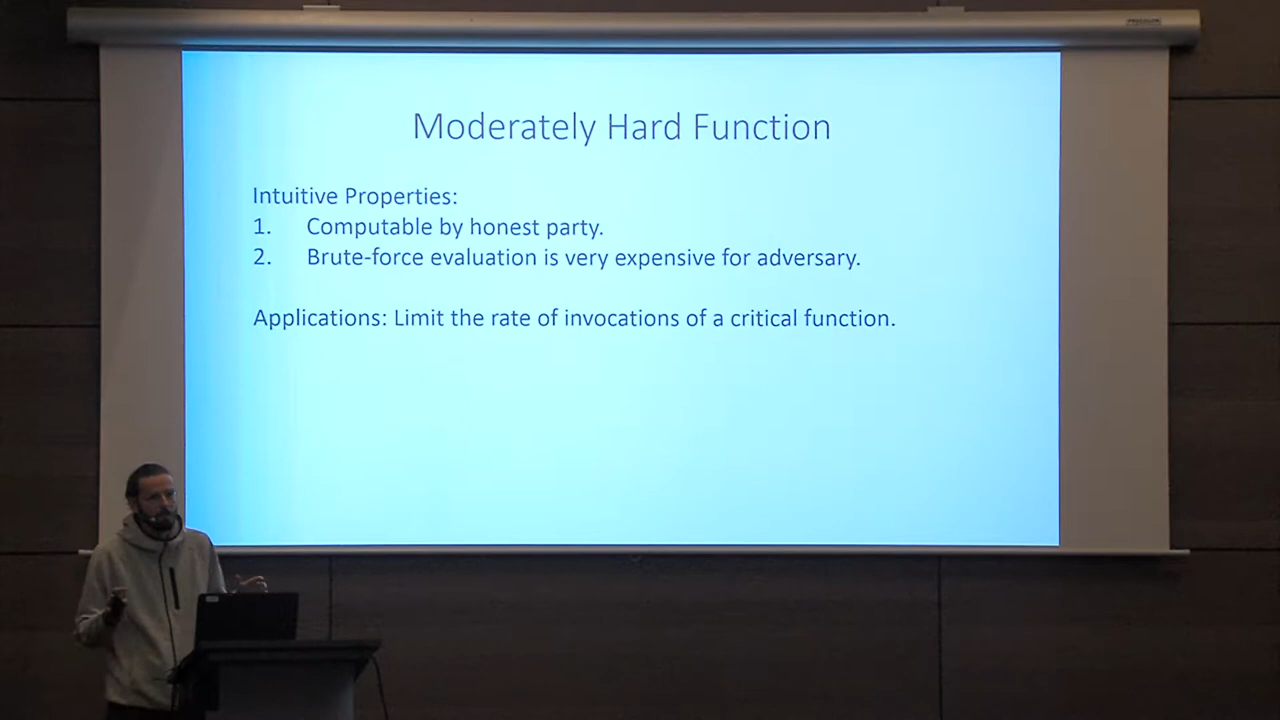 Moderately Hard Function
Intuitive Properties:
1. Computable by honest party.
2. Brute-force evaluation is very expensive for adversary.
Applications: Limit the rate of invocations of a critical function.